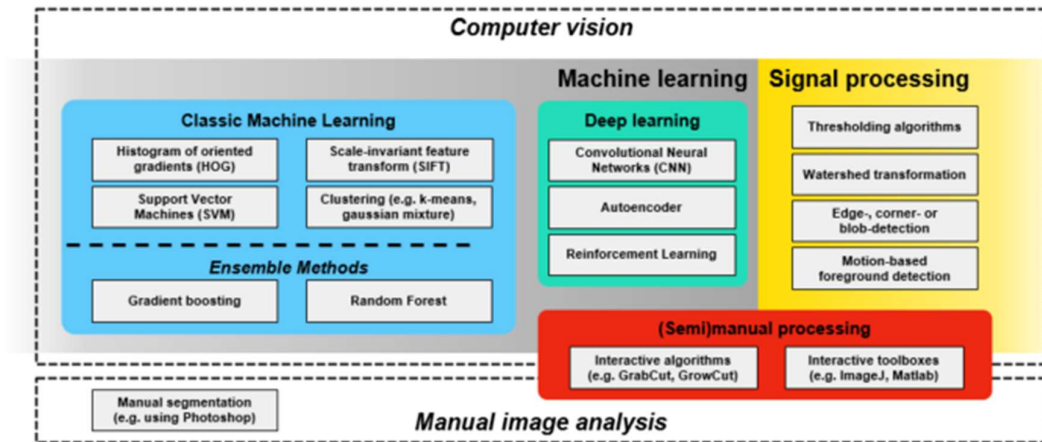 Computer vision
Machine learning
Signal processing
Classic Machine Learning
Histogram of oriented
gradients (HOG)
Scale-invariant feature
transform (SIFT)
Support Vector
Machines (SVM)
Clustering (e.g. k-means,
gaussian mixture)
Ensemble Methods
Gradient boosting
Random Forest
Deep learning
Convolutional Neural
Networks (CNN)
Autoencoder
Reinforcement Learning
Thresholding algorithms
Watershed transformation
Edge-, corner- or
blob-detection
Motion-based
foreground detection
(Semi)manual processing
Interactive algorithms
(e.g. GrabCut, GrowCut)
Interactive toolboxes
(e.g. ImageJ, Matlab)
Manual segmentation
(e.g. using Photoshop)
Manual image analysis